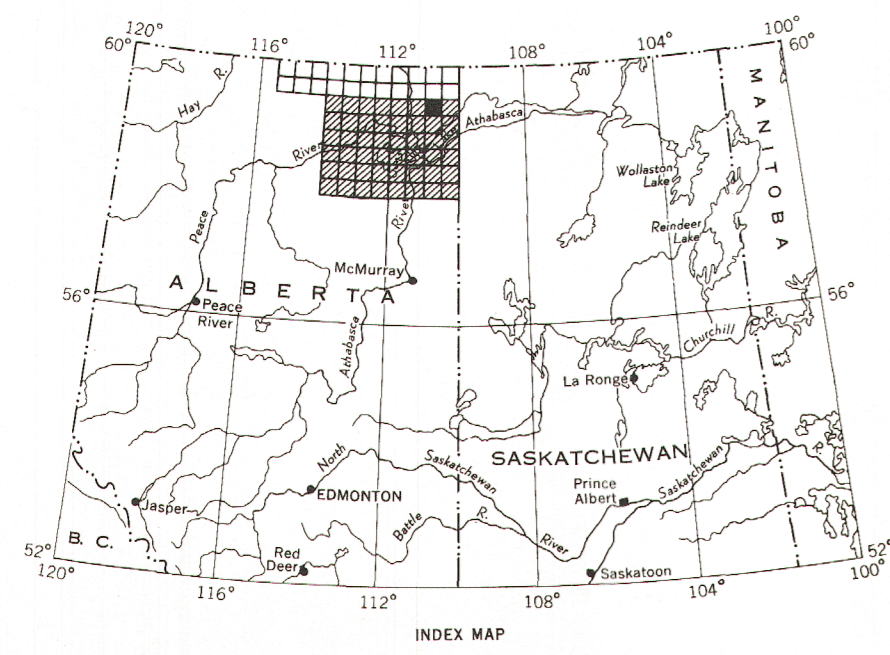 120°
60°
116°
112°
108°
104°
100°
60°
Hay
R.
Athabasca
River
MANITOBA
Wollaston
Lake
Reindeer
Lake
Peace
River
McMurray
ALBERTA
56°
56°
Peace
River
Athabasca
Churchill
R.
La Ronge
SASKATCHEWAN
North
Saskatchewan
Saskatchewan
R.
EDMONTON
Prince
Albert
Jasper
Battle
R.
River
B. C.
Red
Deer
Saskatoon
52°
120°
116°
112°
108°
104°
52°
100°
INDEX MAP